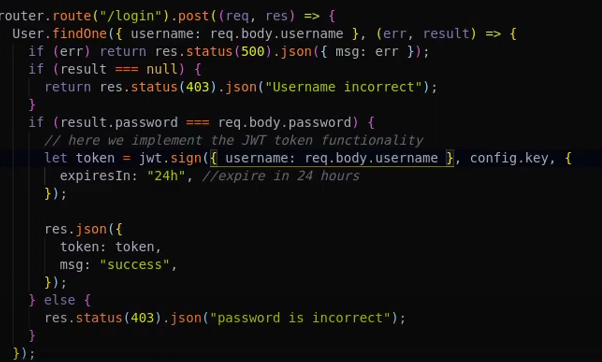 router.route("/login").post((req, res) => {
  User.findOne({ username: req.body.username }, (err, result) => {
    if (err) return res.status(500).json({ msg: err });
    if (result === null) {
      return res.status(403).json("Username incorrect");
    }
    if (result.password === req.body.password) {
      // here we implement the JWT token functionality
      let token = jwt.sign({ username: req.body.username }, config.key, {
        expiresIn: "24h", //expire in 24 hours
      });

      res.json({
        token: token,
        msg: "success",
      });
    } else {
      res.status(403).json("password is incorrect");
    }
  });